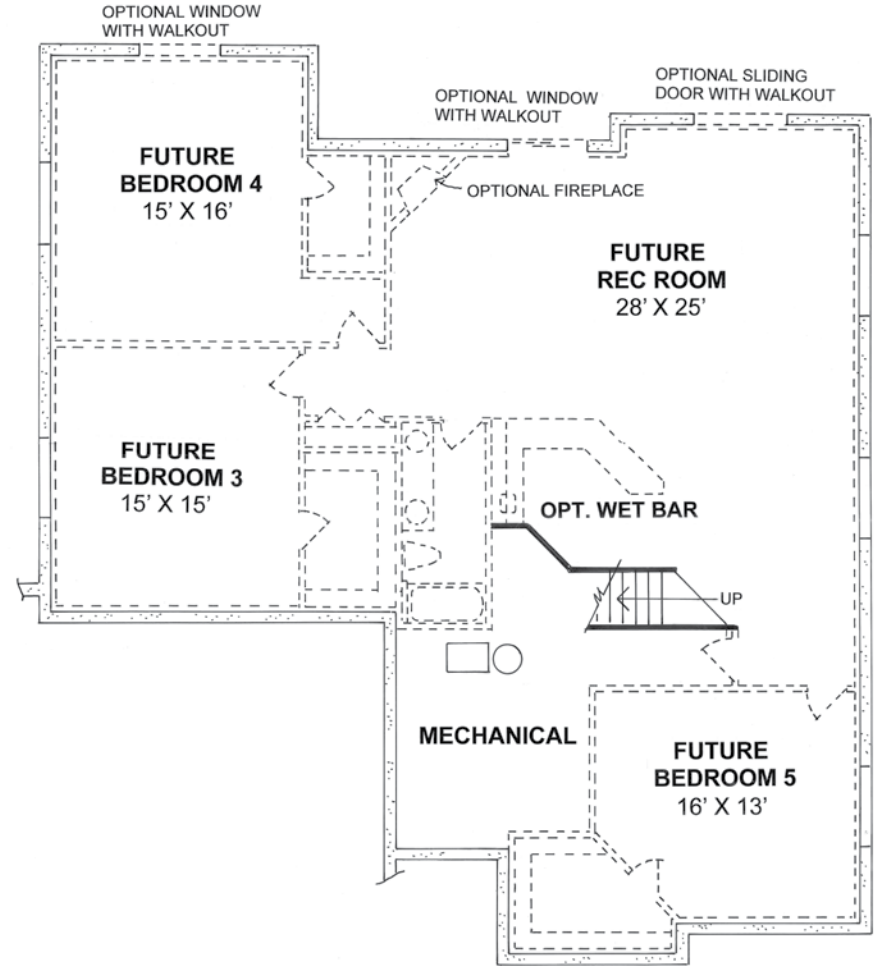 OPTIONAL WINDOW
WITH WALKOUT
OPTIONAL WINDOW
WITH WALKOUT
OPTIONAL SLIDING
DOOR WITH WALKOUT
FUTURE
BEDROOM 4
15' X 16'
OPTIONAL FIREPLACE
FUTURE
REC ROOM
28' X 25'
FUTURE
BEDROOM 3
15' X 15'
OPT. WET BAR
UP
MECHANICAL
FUTURE
BEDROOM 5
16' X 13'